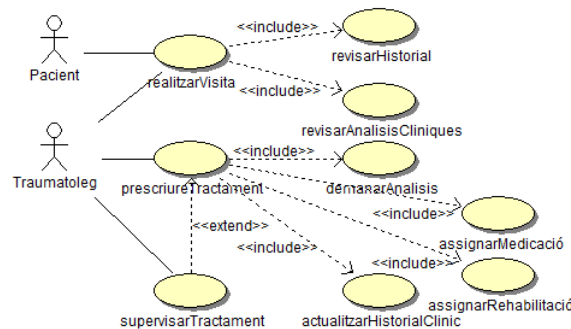 <<include>>
revisarHistorial
Pacient
realitzarVisita
<<include>>
revisarAnalisisCliniques
<<include>>
Traumatoleg
prescriureTractament
demanarAnalisis
<<include>>
<<extend>>
<<include>>
assignarMedicació
<<include>>
supervisarTractament
actualitzarHistorialClinic
assignarRehabilitació